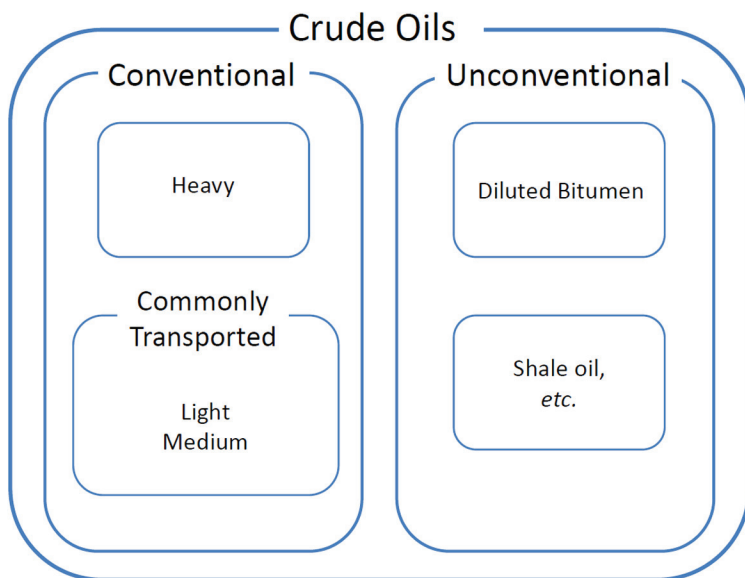 Crude Oils
Conventional
Heavy
Commonly
Transported
Light
Medium
Unconventional
Diluted Bitumen
Shale oil,
etc.